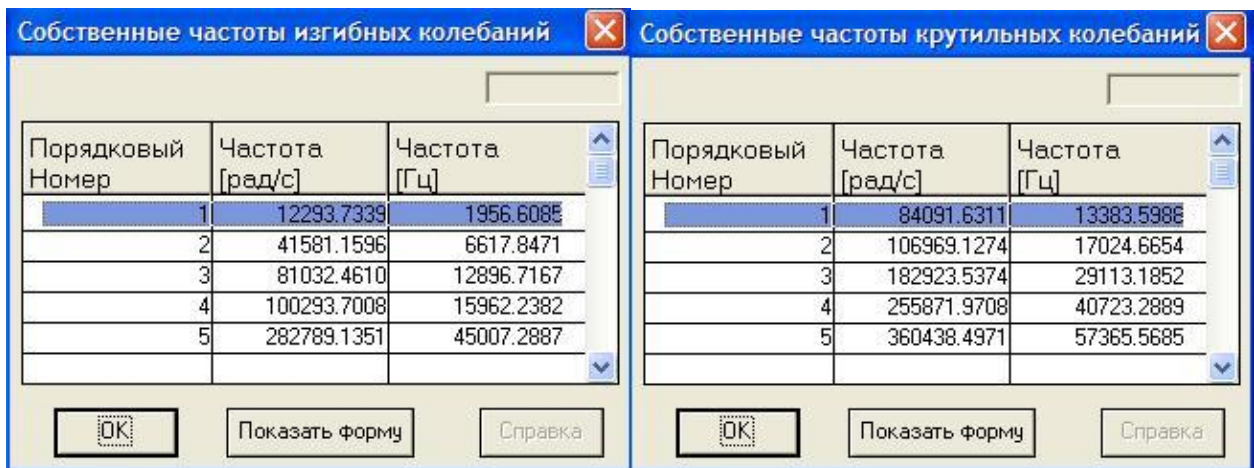 Собственные частоты изгибных колебаний
Порядковый Частота Частота
Номер [рад/с] [Гц]
1 12293.7339 1956.6085
2 41581.1596 6617.8471
3 81032.4610 12896.7167
4 100293.7008 15962.2382
5 282789.1351 45007.2887
OK Показать форму Справка
Собственные частоты крутильных колебаний
Порядковый Частота Частота
Номер [рад/с] [Гц]
1 84091.6311 13383.5988
2 106969.1274 17024.6654
3 182923.5374 29113.1852
4 255871.9708 40723.2889
5 360438.4971 57365.5685
OK Показать форму Справка